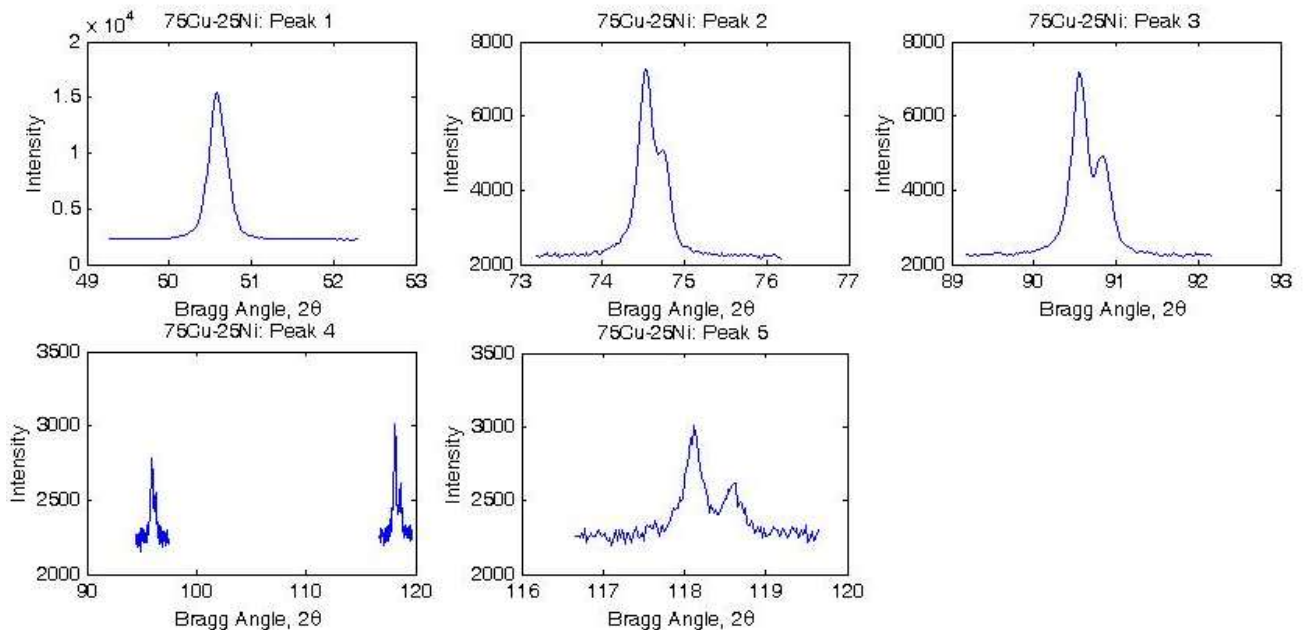 75Cu-25Ni: Peak 1
x 10^4
2
1.5
1
0.5
0
49 50 51 52 53
Intensity
Bragg Angle, 2θ
75Cu-25Ni: Peak 2
8000
6000
4000
2000
73 74 75 76 77
Intensity
Bragg Angle, 2θ
75Cu-25Ni: Peak 3
8000
6000
4000
2000
89 90 91 92 93
Intensity
Bragg Angle, 2θ
75Cu-25Ni: Peak 4
3500
3000
2500
2000
90 100 110 120
Intensity
Bragg Angle, 2θ
75Cu-25Ni: Peak 5
3500
3000
2500
2000
116 117 118 119 120
Intensity
Bragg Angle, 2θ